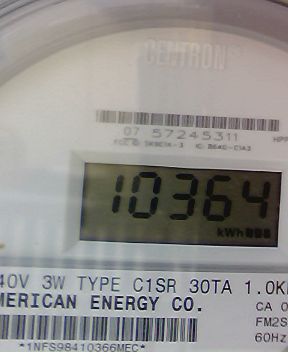 CENTRON
07 57245311
10364
kWh
40V 3W TYPE C1SR 30TA 1.0K
MERICAN ENERGY CO.
CA 0
FM2S
60Hz
*1NFS98410366MEC*